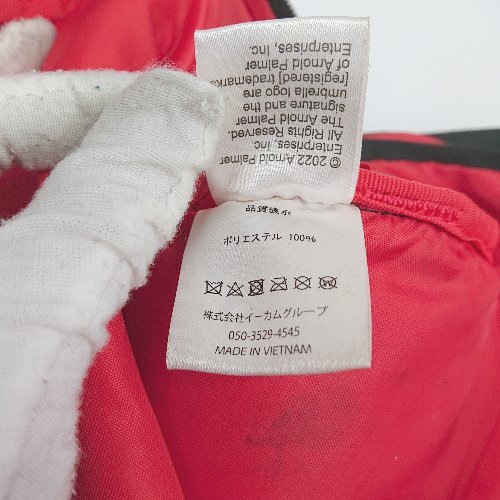 © 2022 Arnold Palmer
Enterprises, Inc.
All Rights Reserved.
The Arnold Palmer
signature and the
umbrella logo are
[registered] trademark
of Arnold Palmer
Enterprises, Inc.
品質表示
ポリエステル 100%
株式会社イーカムグループ
050-3529-4545
MADE IN VIETNAM